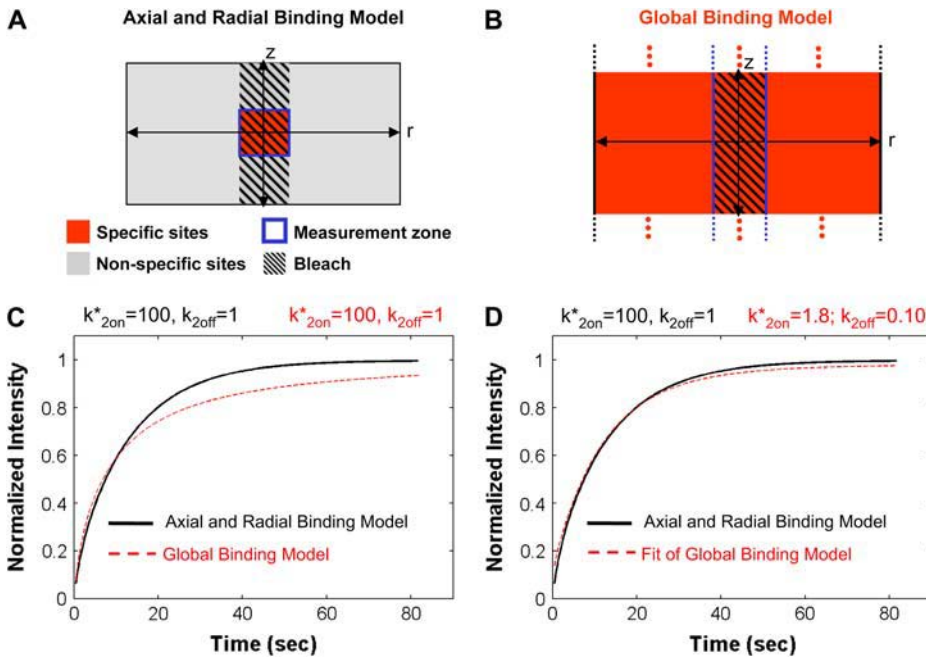 A
Axial and Radial Binding Model
z
r
Specific sites
Measurement zone
Non-specific sites
Bleach
B
Global Binding Model
z
r
C
k*2on=100, k2off=1
k*2on=100, k2off=1
Normalized Intensity
1
0.8
0.6
0.4
0.2
0
Axial and Radial Binding Model
Global Binding Model
0 20 40 60 80
Time (sec)
D
k*2on=100, k2off=1
k*2on=1.8; k2off=0.10
Normalized Intensity
1
0.8
0.6
0.4
0.2
0
Axial and Radial Binding Model
Fit of Global Binding Model
0 20 40 60 80
Time (sec)